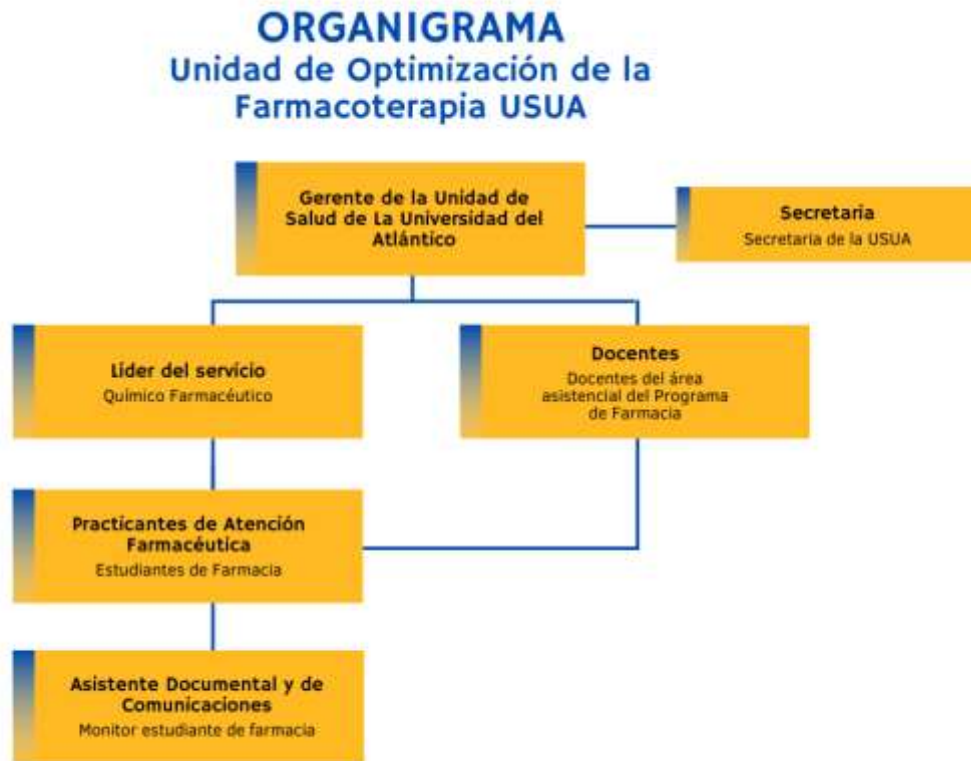 ORGANIGRAMA
Unidad de Optimización de la
Farmacoterapia USUA
Gerente de la Unidad de
Salud de La Universidad del
Atlántico
Secretaria
Secretaria de la USUA
Líder del servicio
Químico Farmacéutico
Docentes
Docentes del área
asistencial del Programa
de Farmacia
Practicantes de Atención
Farmacéutica
Estudiantes de Farmacia
Asistente Documental y de
Comunicaciones
Monitor estudiante de farmacia